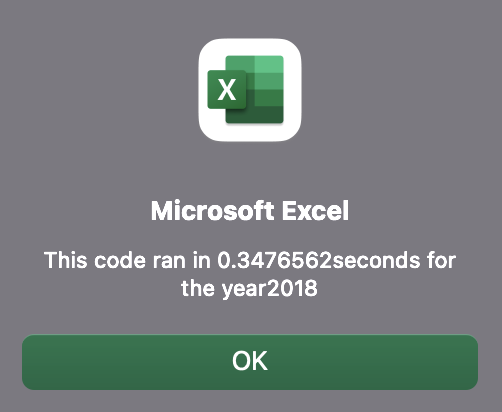 X
Microsoft Excel
This code ran in 0.3476562seconds for
the year2018
OK